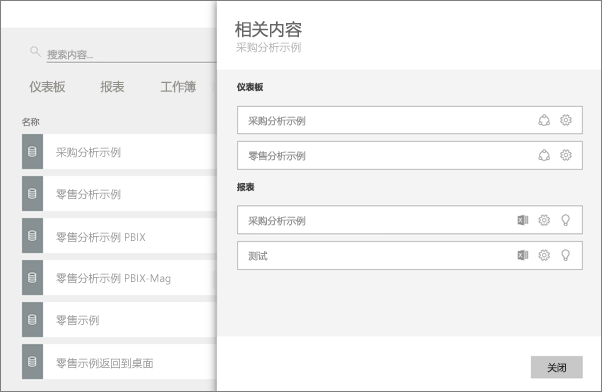 搜索内容...
仪表板 报表 工作簿
名称
采购分析示例
零售分析示例
零售分析示例 PBIX
零售分析示例 PBIX-Mag
零售示例
零售示例返回到桌面
相关内容
采购分析示例
仪表板
采购分析示例
零售分析示例
报表
采购分析示例
测试
关闭